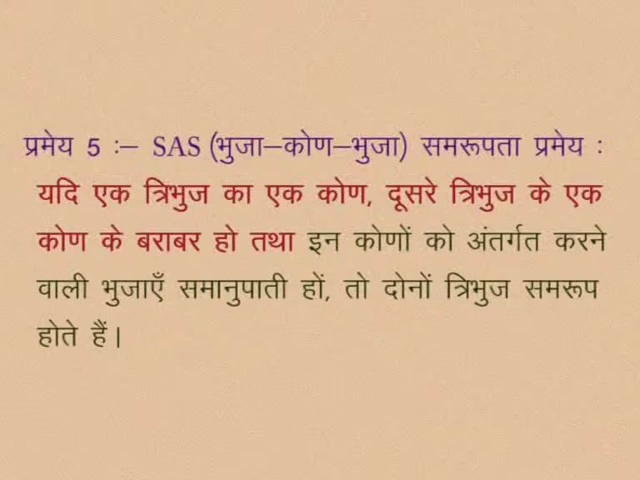 प्रमेय 5 :– SAS (भुजा–कोण–भुजा) समरूपता प्रमेय :
यदि एक त्रिभुज का एक कोण, दूसरे त्रिभुज के एक
कोण के बराबर हो तथा इन कोणों को अंतर्गत करने
वाली भुजाएँ समानुपाती हों, तो दोनों त्रिभुज समरूप
होते हैं।